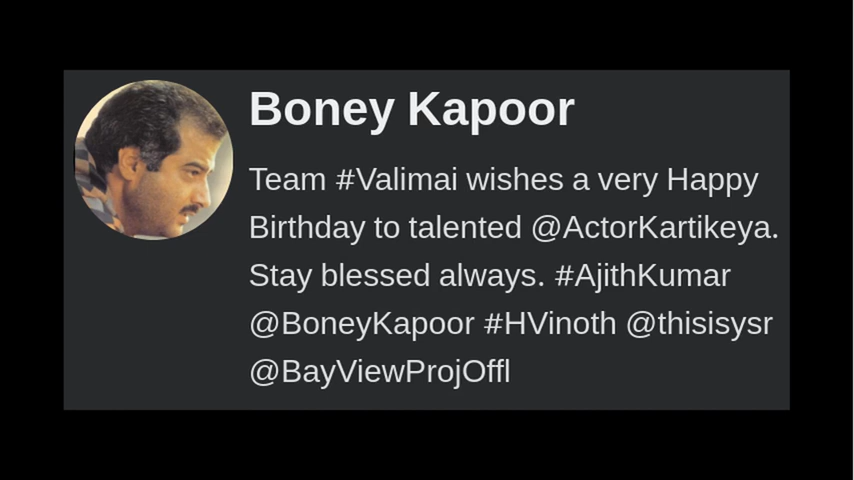 Boney Kapoor
Team #Valimai wishes a very Happy
Birthday to talented @ActorKartikeya.
Stay blessed always. #AjithKumar
@BoneyKapoor #HVinoth @thisisysr
@BayViewProjOffl